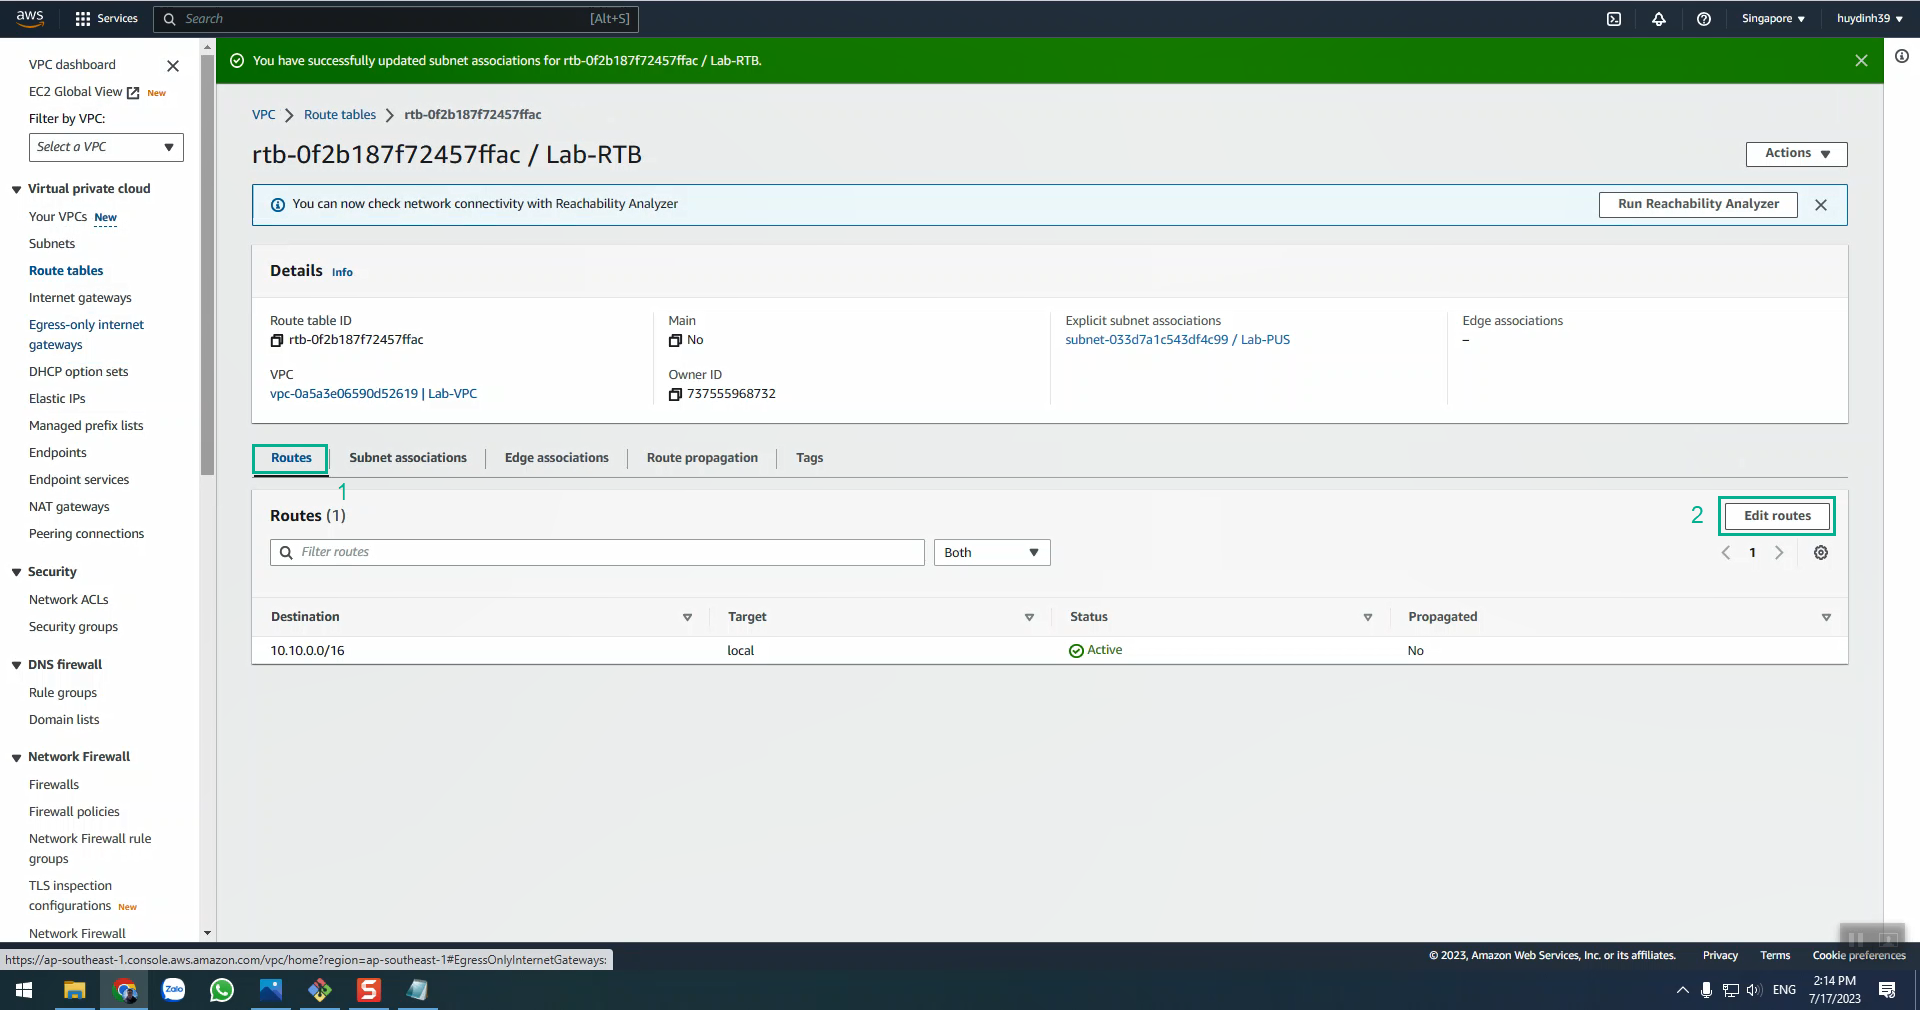 aws Services Search [Alt+S] Singapore huydinh39
You have successfully updated subnet associations for rtb-0f2b187f72457ffac / Lab-RTB.
VPC dashboard
EC2 Global View New
Filter by VPC:
Select a VPC
Virtual private cloud
Your VPCs New
Subnets
Route tables
Internet gateways
Egress-only internet
gateways
DHCP option sets
Elastic IPs
Managed prefix lists
Endpoints
Endpoint services
NAT gateways
Peering connections
Security
Network ACLs
Security groups
DNS firewall
Rule groups
Domain lists
Network Firewall
Firewalls
Firewall policies
Network Firewall rule
groups
TLS inspection
configurations New
Network Firewall
VPC Route tables rtb-0f2b187f72457ffac
rtb-0f2b187f72457ffac / Lab-RTB
Actions
You can now check network connectivity with Reachability Analyzer
Run Reachability Analyzer
Details Info
Route table ID
rtb-0f2b187f72457ffac
VPC
vpc-0a5a3e06590d52619 | Lab-VPC
Main
No
Owner ID
737555968732
Explicit subnet associations
subnet-033d7a1c543df4c99 / Lab-PUS
Edge associations
–
Routes Subnet associations Edge associations Route propagation Tags
1
Routes (1)
2 Edit routes
Filter routes Both 1
Destination Target Status Propagated
10.10.0.0/16 local Active No
https://ap-southeast-1.console.aws.amazon.com/vpc/home?region=ap-southeast-1#EgressOnlyInternetGateways:
© 2023, Amazon Web Services, Inc. or its affiliates. Privacy Terms Cookie preferences
Zalo S ENG
2:14 PM
7/17/2023